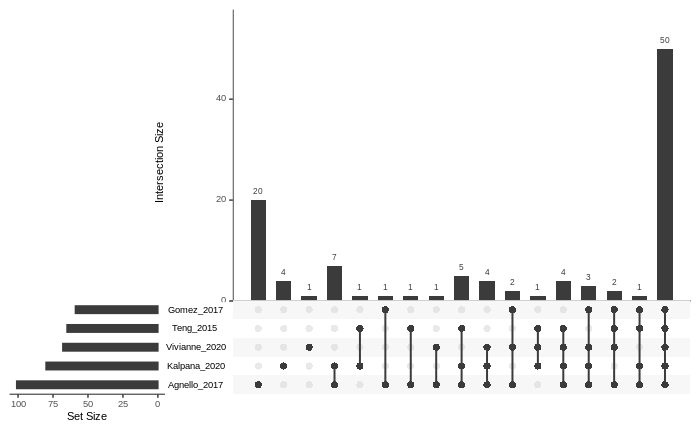 50
40
Intersection Size
20
20
7
5
4
4
4
3
2
2
1
1
1
1
1
1
1
0
Gomez_2017
Teng_2015
Vivianne_2020
Kalpana_2020
Agnello_2017
100 75 50 25 0
Set Size